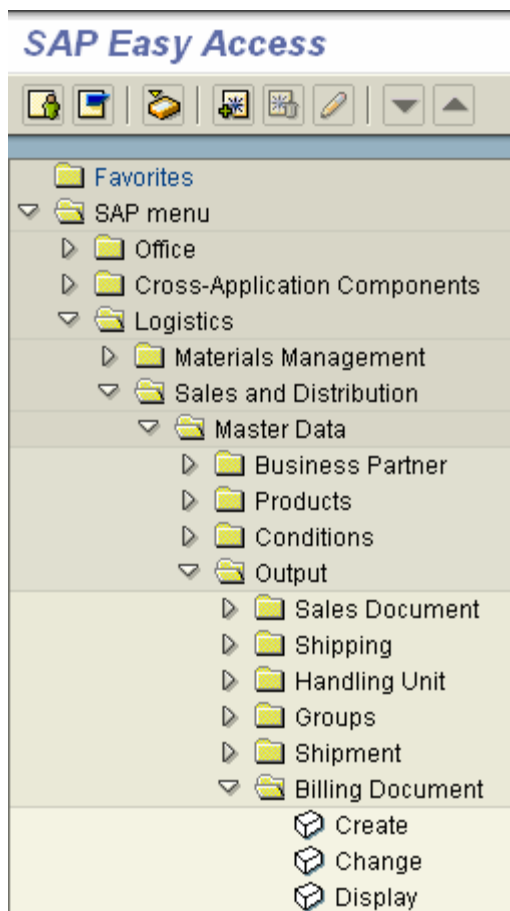 SAP Easy Access
Favorites
SAP menu
Office
Cross-Application Components
Logistics
Materials Management
Sales and Distribution
Master Data
Business Partner
Products
Conditions
Output
Sales Document
Shipping
Handling Unit
Groups
Shipment
Billing Document
Create
Change
Display